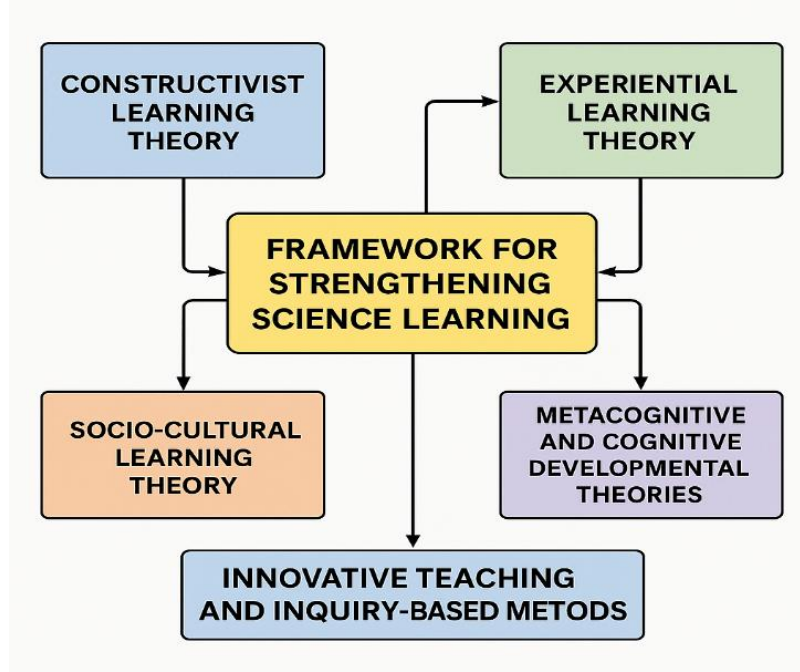 CONSTRUCTIVIST
LEARNING
THEORY
EXPERIENTIAL
LEARNING
THEORY
FRAMEWORK FOR
STRENGTHENING
SCIENCE LEARNING
SOCIO-CULTURAL
LEARNING
THEORY
METACOGNITIVE
AND COGNITIVE
DEVELOPMENTAL
THEORIES
INNOVATIVE TEACHING
AND INQUIRY-BASED METODS